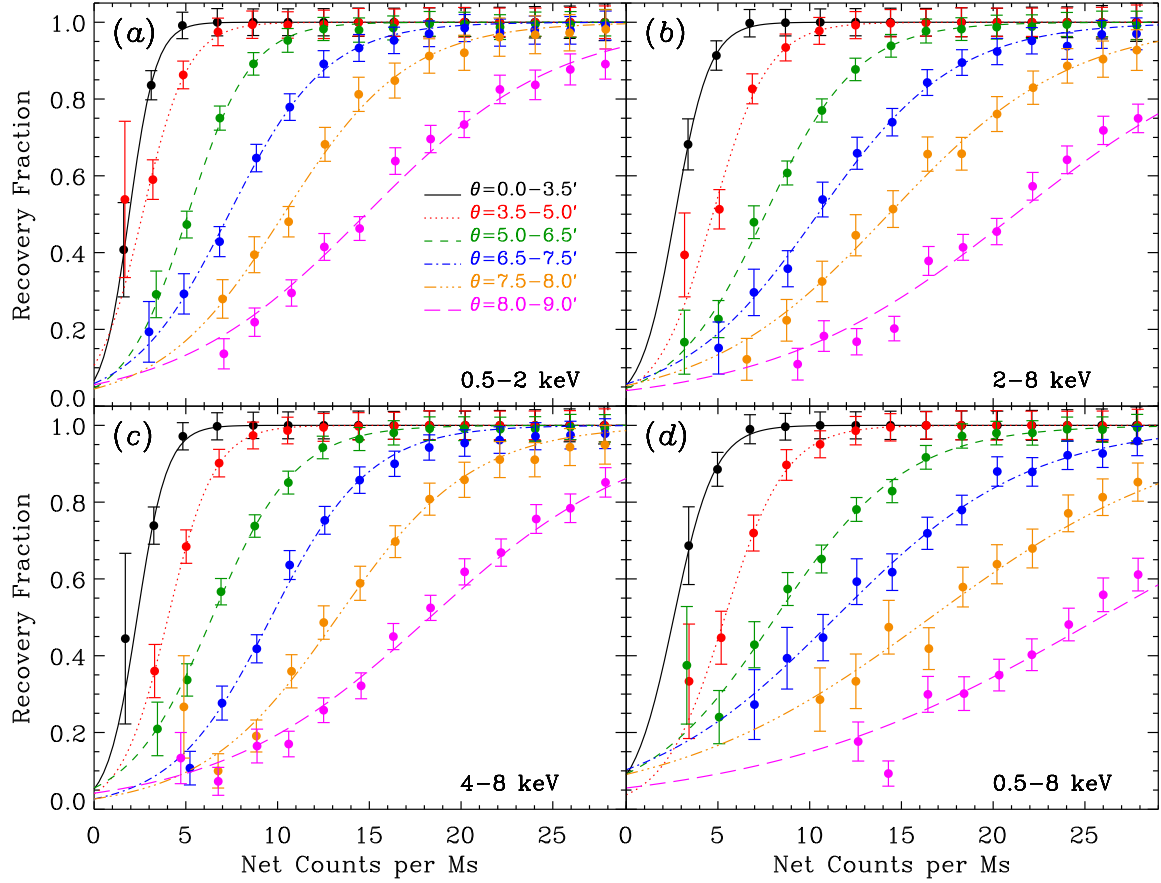 (a)
(b)
1.0
0.8
0.6
0.4
0.2
0.0
Recovery Fraction
θ=0.0−3.5′
θ=3.5−5.0′
θ=5.0−6.5′
θ=6.5−7.5′
θ=7.5−8.0′
θ=8.0−9.0′
0.5−2 keV
2−8 keV
(c)
(d)
1.0
0.8
0.6
0.4
0.2
0.0
Recovery Fraction
4−8 keV
0.5−8 keV
0 5 10 15 20 25 0 5 10 15 20 25
Net Counts per Ms
Net Counts per Ms